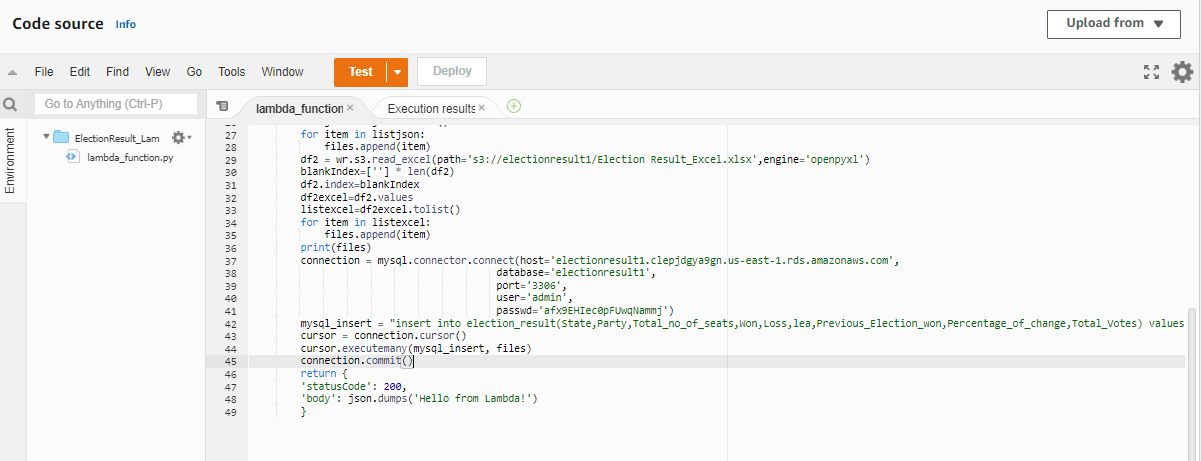 Code source Info
Upload from
File Edit Find View Go Tools Window Test Deploy
Go to Anything (Ctrl-P)
lambda_function × Execution results ×
Environment
ElectionResult_Lam
lambda_function.py
27 for item in listjson:
28 files.append(item)
29 df2 = wr.s3.read_excel(path='s3://electionresult1/Election Result_Excel.xlsx',engine='openpyxl')
30 blankIndex=[''] * len(df2)
31 df2.index=blankIndex
32 df2excel=df2.values
33 listexcel=df2excel.tolist()
34 for item in listexcel:
35 files.append(item)
36 print(files)
37 connection = mysql.connector.connect(host='electionresult1.clepjdgya9gn.us-east-1.rds.amazonaws.com',
38 database='electionresult1',
39 port='3306',
40 user='admin',
41 passwd='afx9EHIec0pFUwqNammj')
42 mysql_insert = "insert into election_result(State,Party,Total_no_of_seats,Won,Loss,lea,Previous_Election_won,Percentage_of_change,Total_Votes) values
43 cursor = connection.cursor()
44 cursor.executemany(mysql_insert, files)
45 connection.commit()
46 return {
47 'statusCode': 200,
48 'body': json.dumps('Hello from Lambda!')
49 }